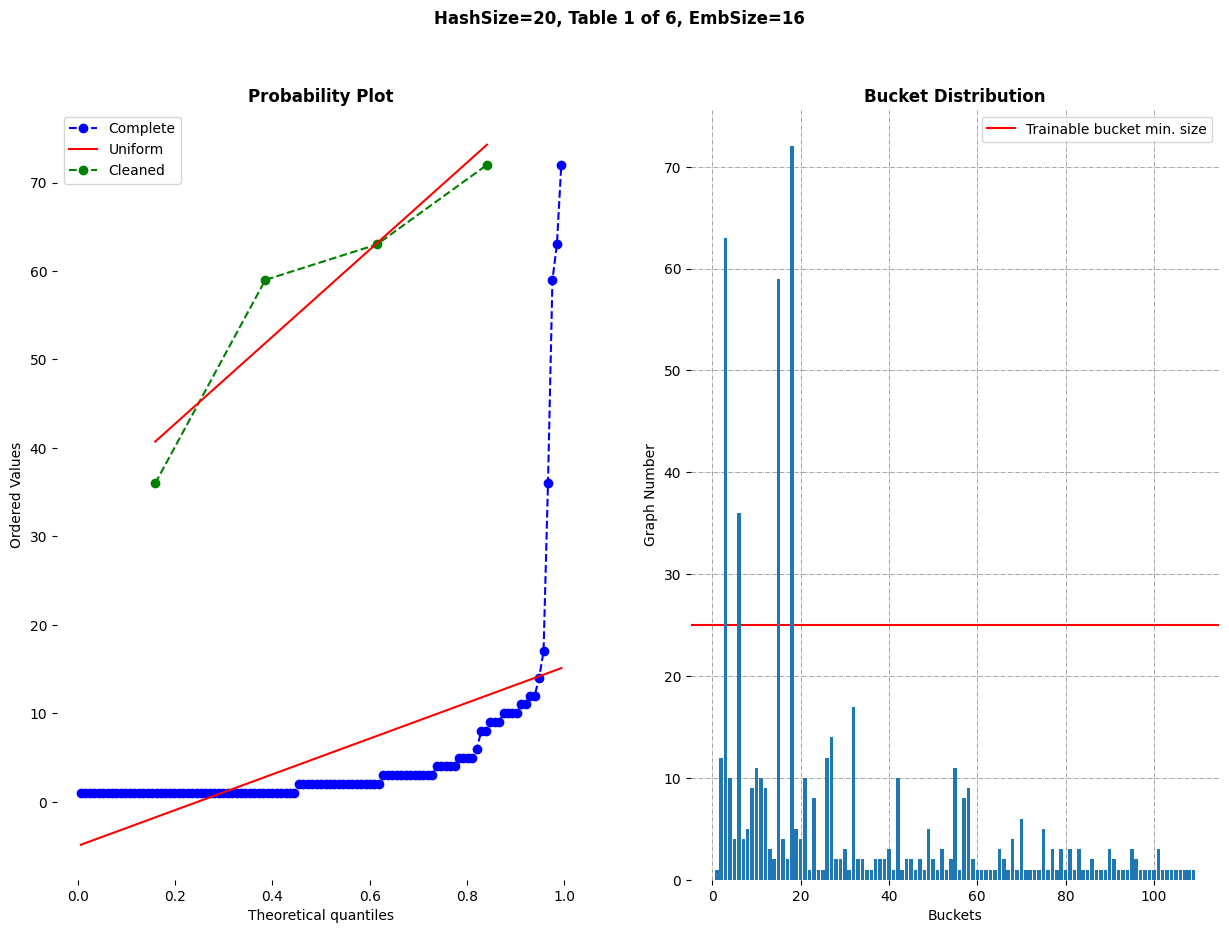 HashSize=20, Table 1 of 6, EmbSize=16
Probability Plot
Complete
Uniform
Cleaned
70
60
50
40
30
20
10
0
Ordered Values
0.0 0.2 0.4 0.6 0.8 1.0
Theoretical quantiles
Bucket Distribution
Trainable bucket min. size
70
60
50
40
30
20
10
0
Graph Number
0 20 40 60 80 100
Buckets